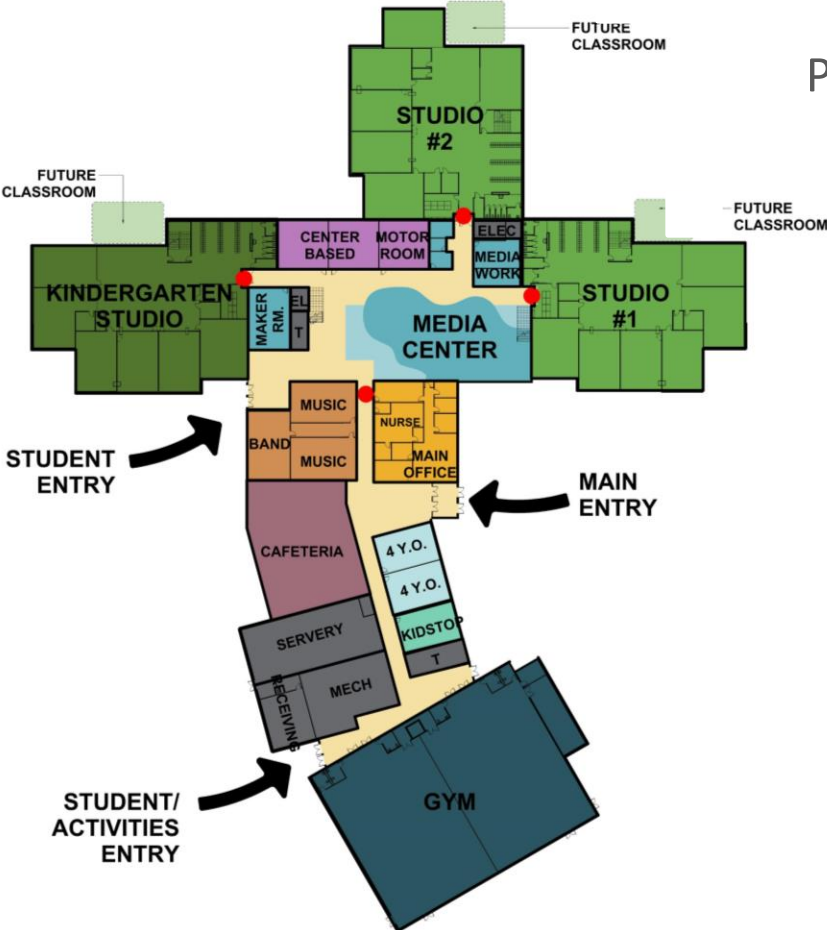 FUTURE
CLASSROOM
P
STUDIO
#2
FUTURE
CLASSROOM
FUTURE
CLASSROOM
CENTER
BASED
MOTOR
ROOM
ELEC
MEDIA
WORK
KINDERGARTEN
STUDIO
MAKER
RM.
EL
T
MEDIA
CENTER
STUDIO
#1
MUSIC
BAND
MUSIC
NURSE
MAIN
OFFICE
STUDENT
ENTRY
MAIN
ENTRY
CAFETERIA
4 Y.O.
4 Y.O.
KIDSTOP
T
SERVERY
RECEIVING
MECH
GYM
STUDENT/
ACTIVITIES
ENTRY